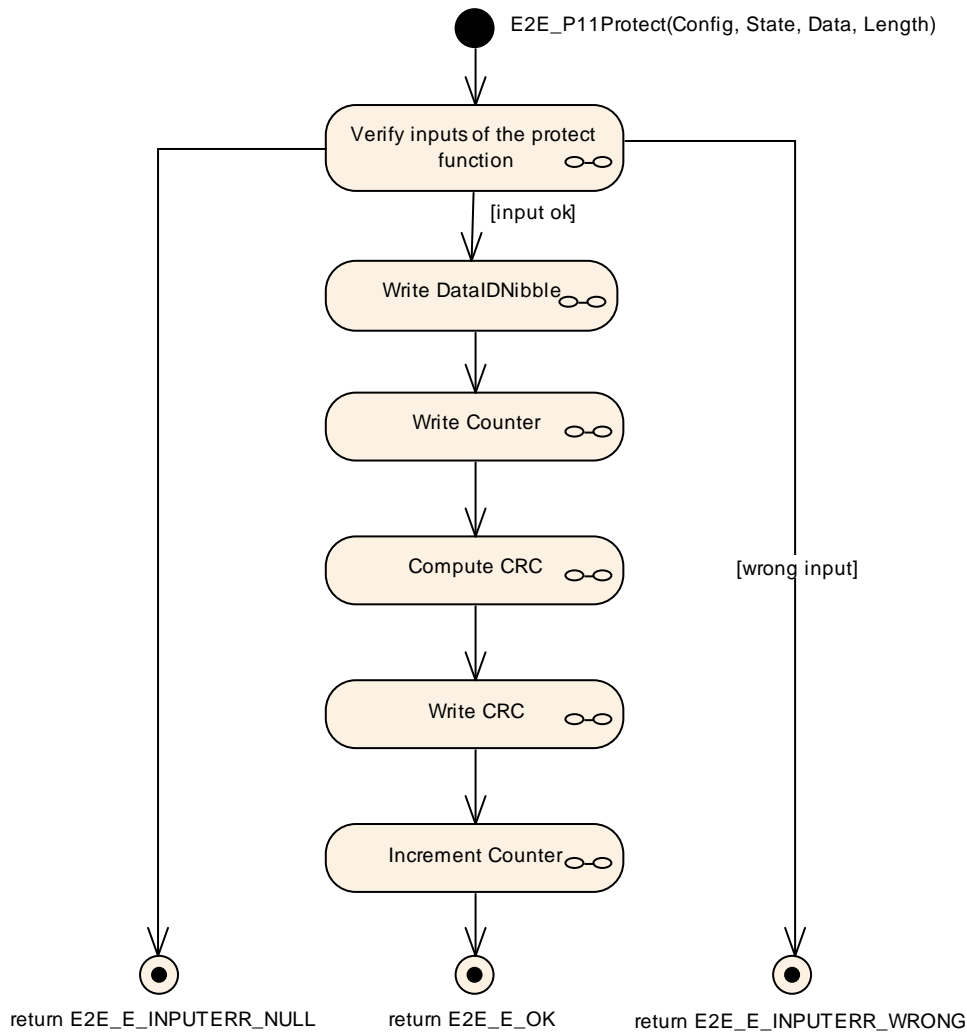 E2E_P11Protect(Config, State, Data, Length)
Verify inputs of the protect
function
[input ok]
Write DataIDNibble
Write Counter
Compute CRC
[wrong input]
Write CRC
Increment Counter
return E2E_E_INPUTERR_NULL
return E2E_E_OK
return E2E_E_INPUTERR_WRONG